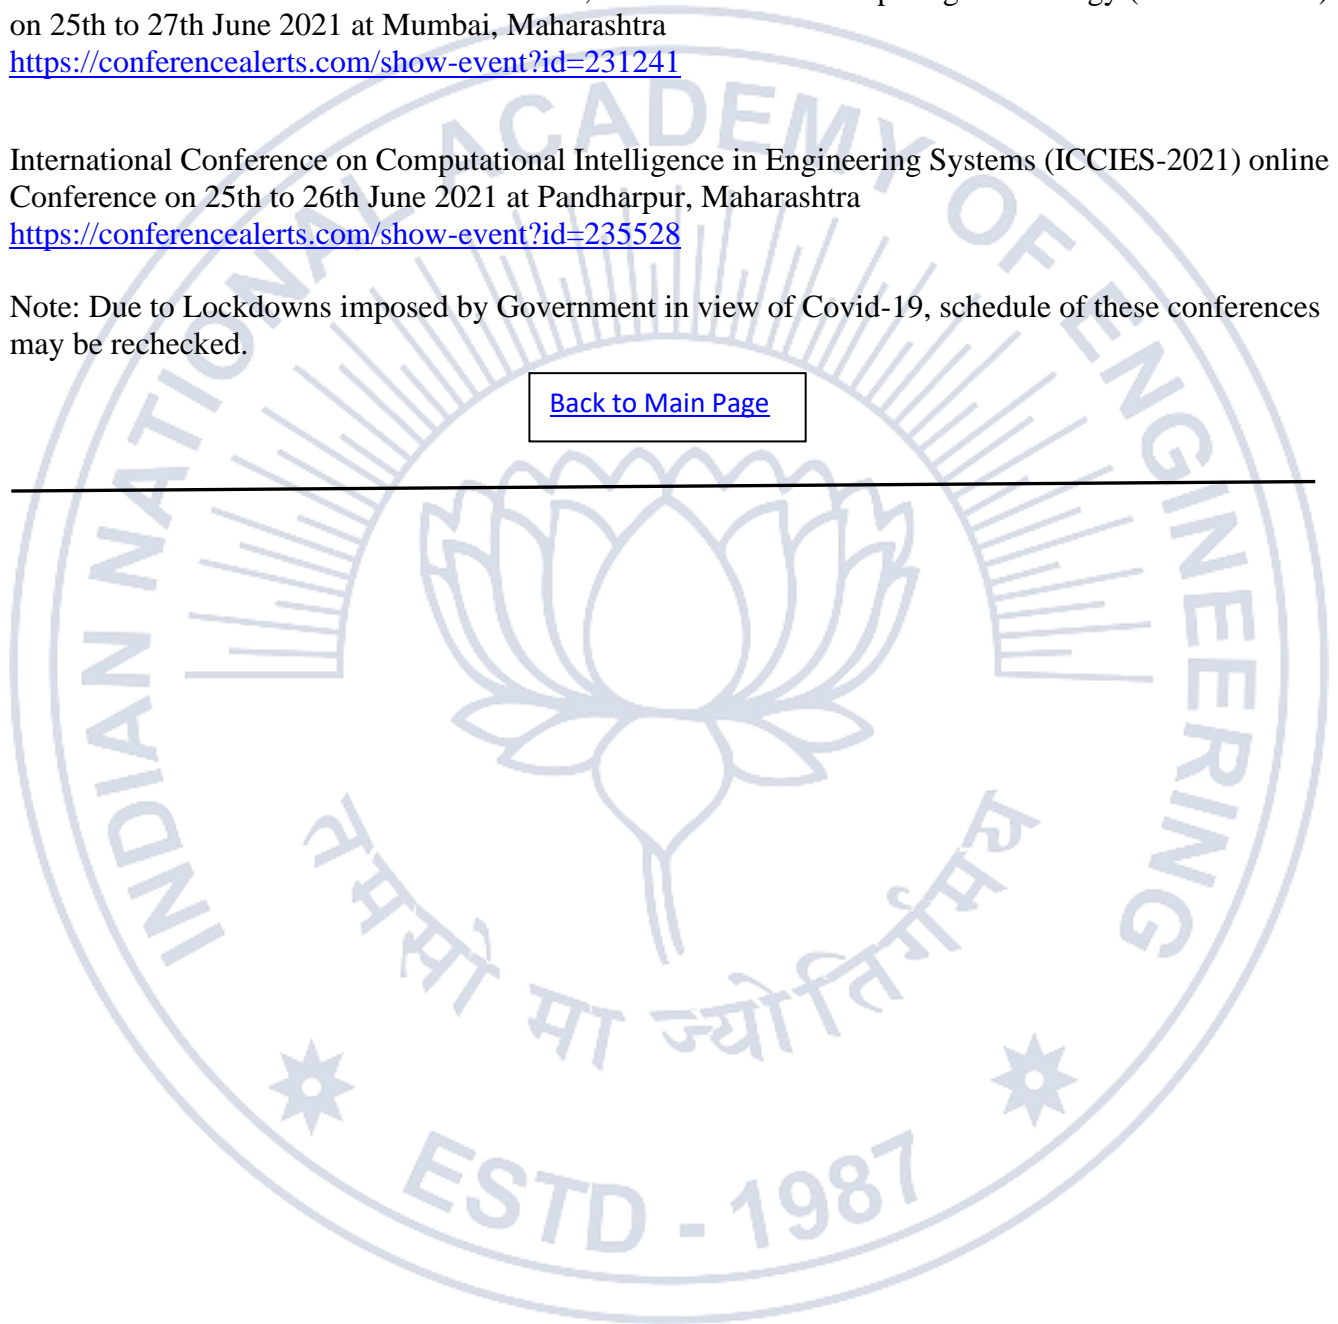 on 25th to 27th June 2021 at Mumbai, Maharashtra
https://conferencealerts.com/show-event?id=231241
International Conference on Computational Intelligence in Engineering Systems (ICCIES-2021) online
Conference on 25th to 26th June 2021 at Pandharpur, Maharashtra
https://conferencealerts.com/show-event?id=235528
Note: Due to Lockdowns imposed by Government in view of Covid-19, schedule of these conferences
may be rechecked.
Back to Main Page
INDIAN NATIONAL ACADEMY OF ENGINEERING
तमसो मा ज्योतिर्गमय
ESTD - 1987